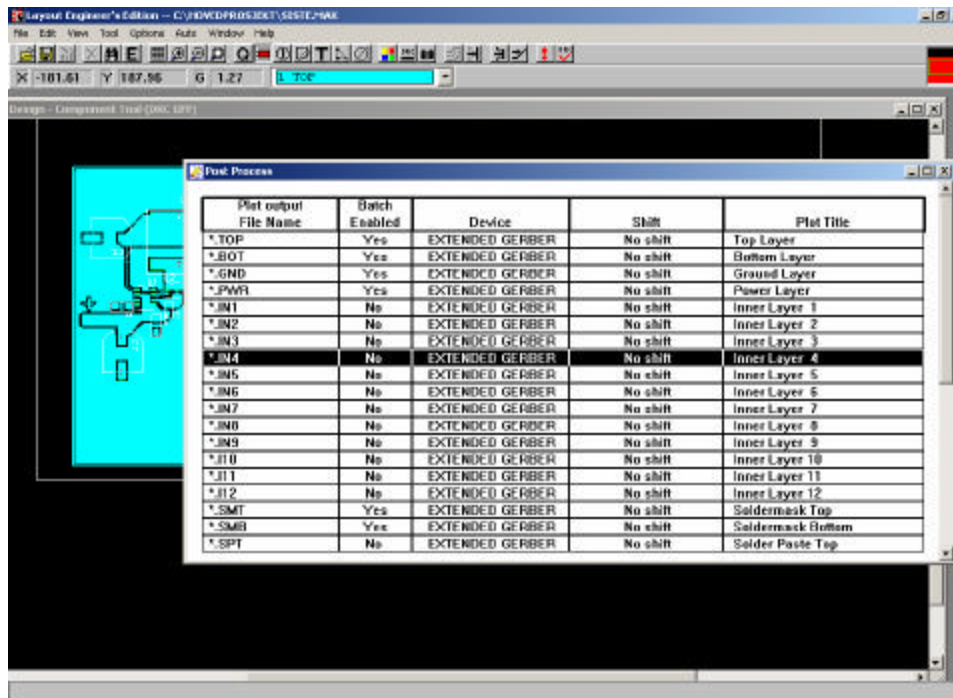 Layout Engineer's Edition -- C:\HOVEDPROSJEKT\SISTE.MAX
File Edit View Tool Options Auto Window Help
X -181.61 Y 187.96 G 1.27 1 TOP
Design - Component Tool (DRC OFF)
Post Process
Plot output Batch
File Name Enabled Device Shift Plot Title
*.TOP Yes EXTENDED GERBER No shift Top Layer
*.BOT Yes EXTENDED GERBER No shift Bottom Layer
*.GND Yes EXTENDED GERBER No shift Ground Layer
*.PWR Yes EXTENDED GERBER No shift Power Layer
*.IN1 No EXTENDED GERBER No shift Inner Layer 1
*.IN2 No EXTENDED GERBER No shift Inner Layer 2
*.IN3 No EXTENDED GERBER No shift Inner Layer 3
*.IN4 No EXTENDED GERBER No shift Inner Layer 4
*.IN5 No EXTENDED GERBER No shift Inner Layer 5
*.IN6 No EXTENDED GERBER No shift Inner Layer 6
*.IN7 No EXTENDED GERBER No shift Inner Layer 7
*.IN8 No EXTENDED GERBER No shift Inner Layer 8
*.IN9 No EXTENDED GERBER No shift Inner Layer 9
*.I10 No EXTENDED GERBER No shift Inner Layer 10
*.I11 No EXTENDED GERBER No shift Inner Layer 11
*.I12 No EXTENDED GERBER No shift Inner Layer 12
*.SMT Yes EXTENDED GERBER No shift Soldermask Top
*.SMB Yes EXTENDED GERBER No shift Soldermask Bottom
*.SPT No EXTENDED GERBER No shift Solder Paste Top